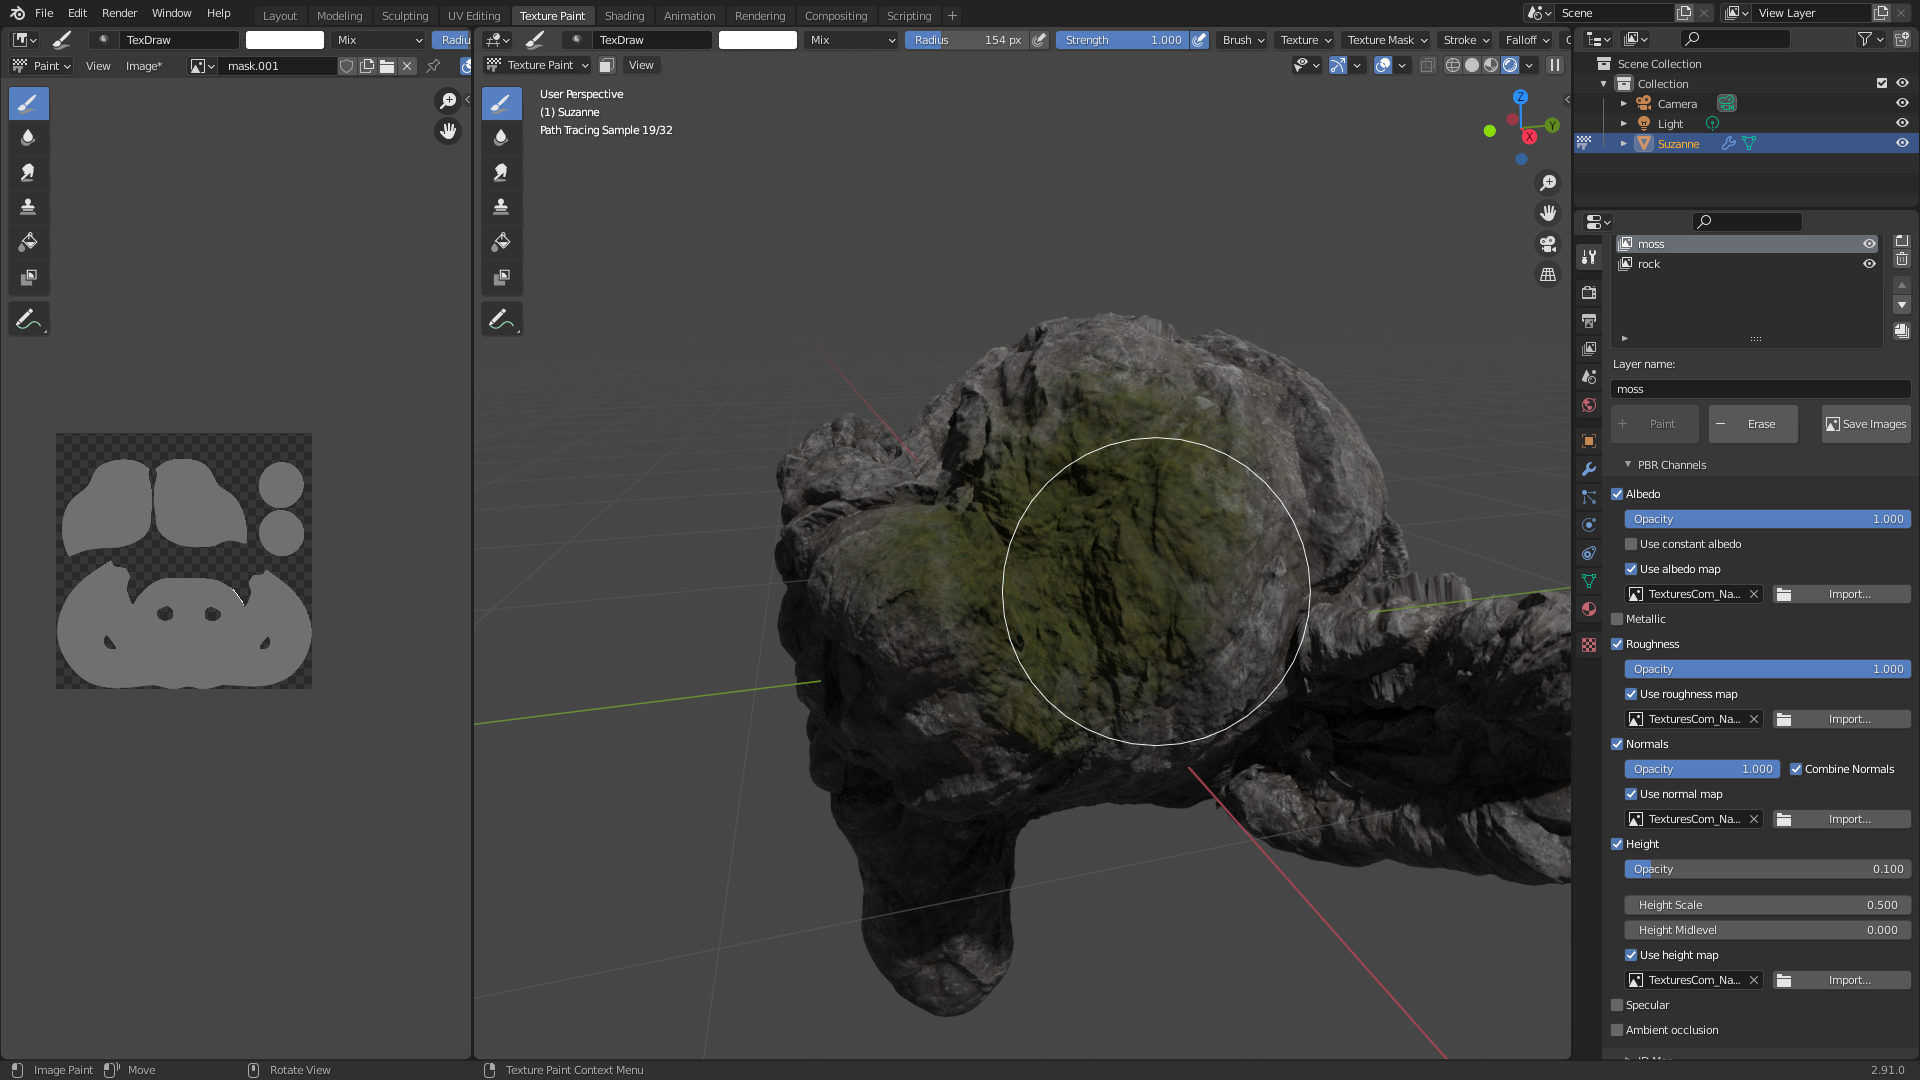 File Edit Render Window Help Layout Modeling Sculpting UV Editing Texture Paint Shading Animation Rendering Compositing Scripting + Scene View Layer
TexDraw Mix Radiu TexDraw Mix Radius 154 px Strength 1.000 Brush Texture Texture Mask Stroke Falloff
Paint View Image* mask.001 Texture Paint View
User Perspective
(1) Suzanne
Path Tracing Sample 19/32
Z
Y
X
Scene Collection
Collection
Camera
Light
Suzanne
moss
rock
Layer name:
moss
Paint Erase Save Images
PBR Channels
Albedo
Opacity 1.000
Use constant albedo
Use albedo map
TexturesCom_Na... Import...
Metallic
Roughness
Opacity 1.000
Use roughness map
TexturesCom_Na... Import...
Normals
Opacity 1.000 Combine Normals
Use normal map
TexturesCom_Na... Import...
Height
Opacity 0.100
Height Scale 0.500
Height Midlevel 0.000
Use height map
TexturesCom_Na... Import...
Specular
Ambient occlusion
Image Paint Move Rotate View Texture Paint Context Menu 2.91.0